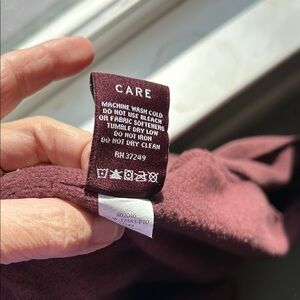 CARE
MACHINE WASH COLD
DO NOT USE BLEACH
OR FABRIC SOFTENERS
TUMBLE DRY LOW
DO NOT IRON
DO NOT DRY CLEAN
RN 37249